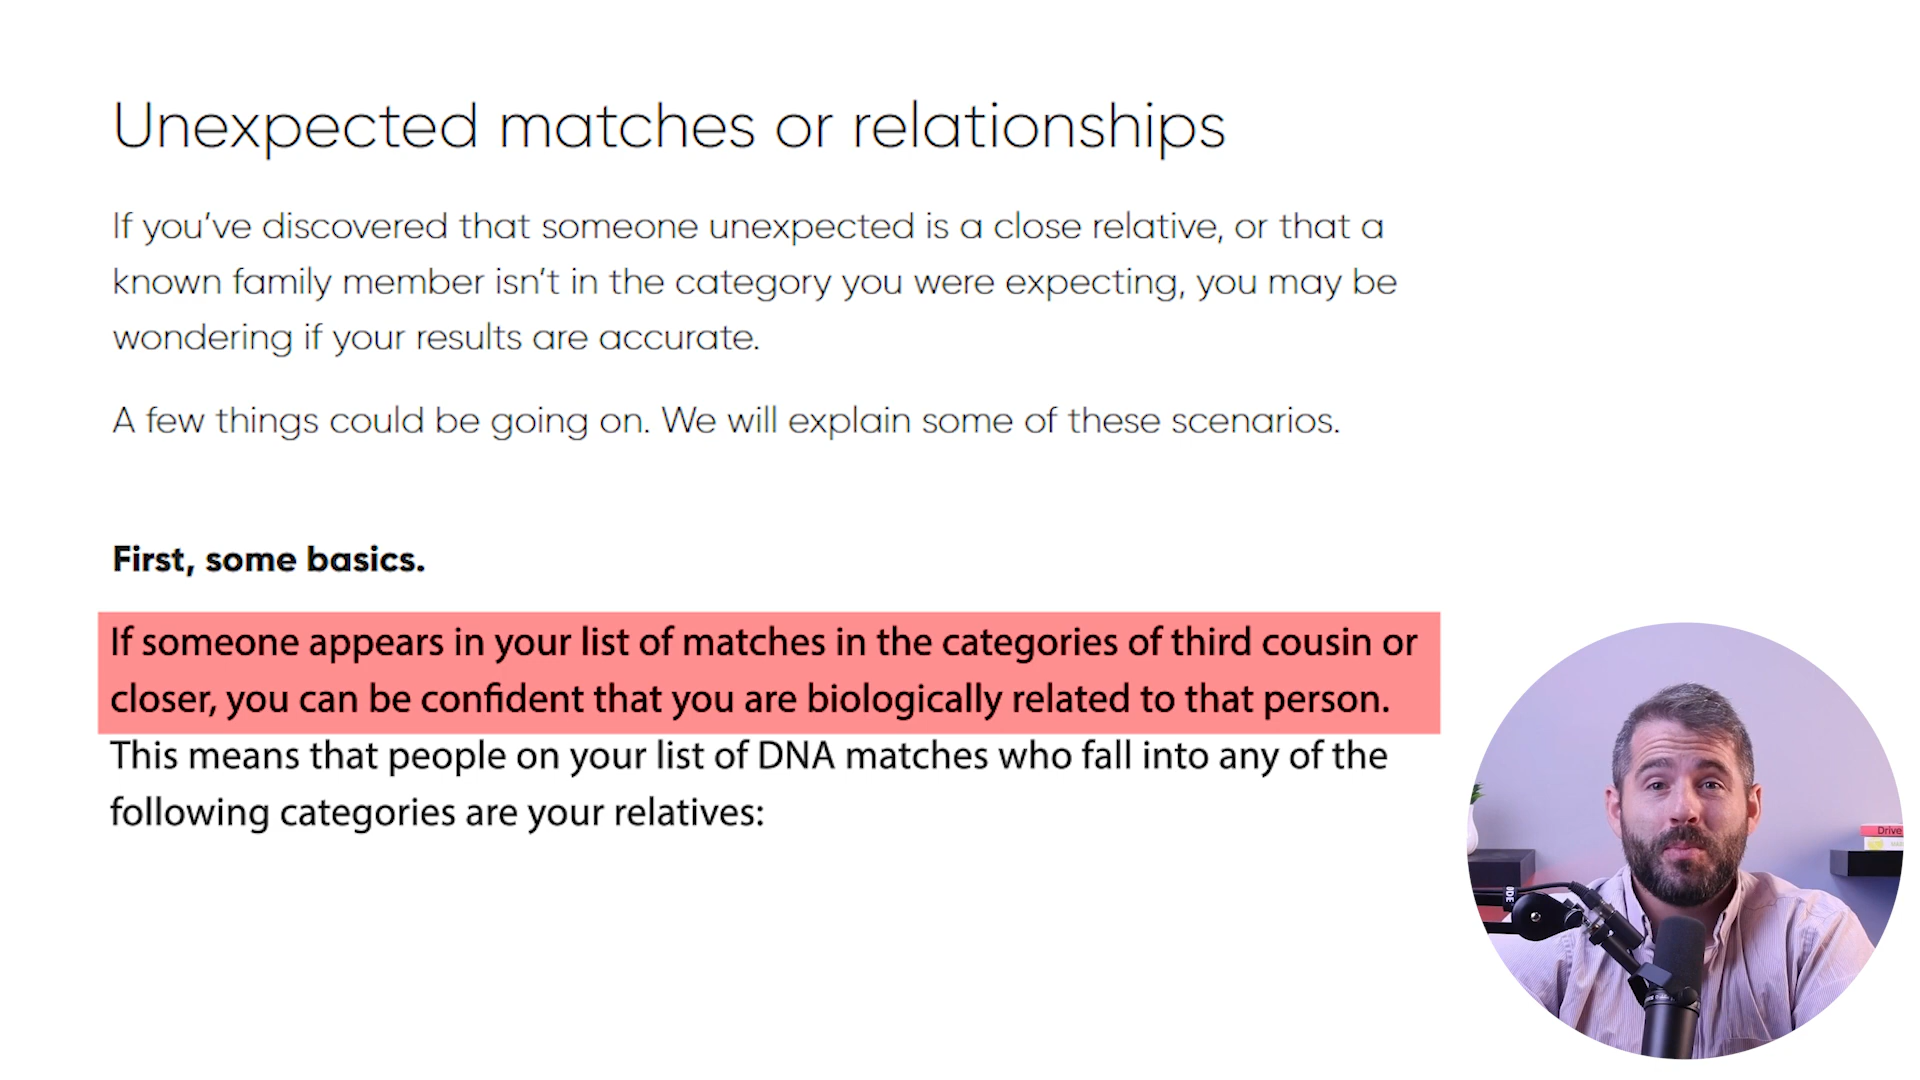 Unexpected matches or relationships
If you’ve discovered that someone unexpected is a close relative, or that a
known family member isn’t in the category you were expecting, you may be
wondering if your results are accurate.
A few things could be going on. We will explain some of these scenarios.
First, some basics.
If someone appears in your list of matches in the categories of third cousin or
closer, you can be confident that you are biologically related to that person.
This means that people on your list of DNA matches who fall into any of the
following categories are your relatives:
Drive